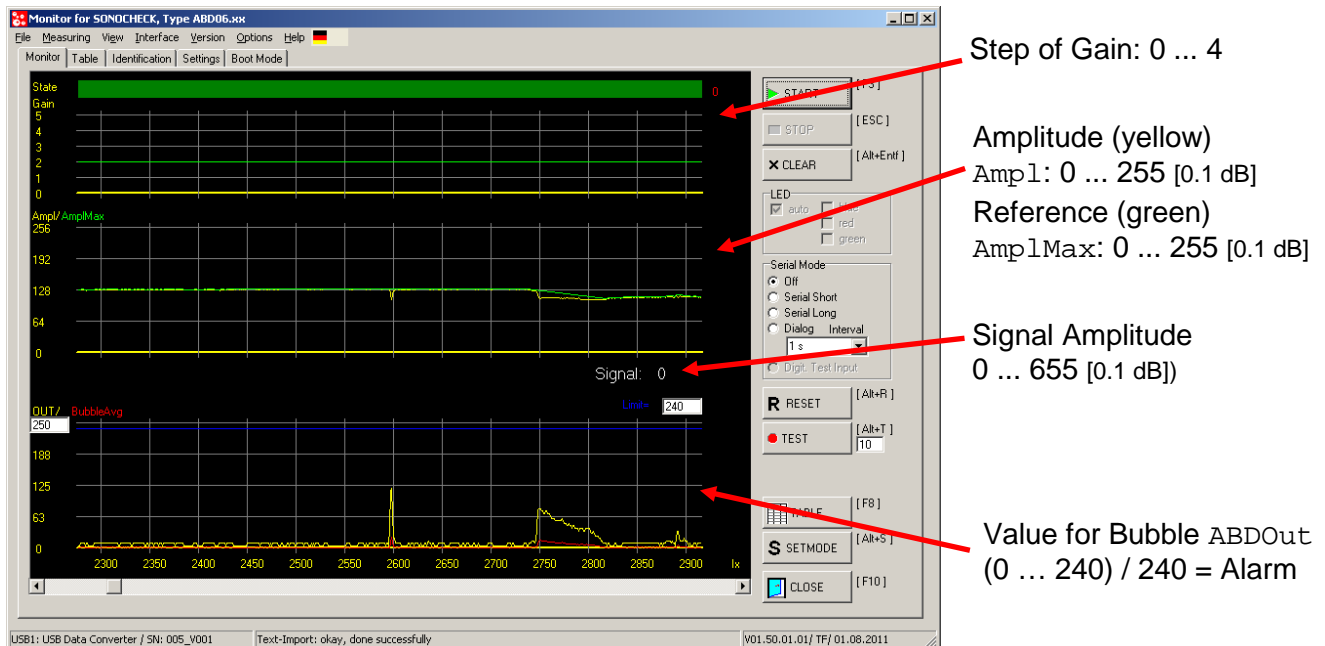 Monitor for SONOCHECK, Type ABD06.xx
File Measuring View Interface Version Options Help
Monitor Table Identification Settings Boot Mode
State
0
Gain
5
4
3
2
1
0
Ampl/AmplMax
256
192
128
64
0
Signal: 0
OUT/ BubbleAvg
Limit= 240
250
188
125
63
0
2300 2350 2400 2450 2500 2550 2600 2650 2700 2750 2800 2850 2900 Ix
START
STOP [ ESC ]
CLEAR [ Alt+Entf ]
LED
auto blue
red
green
Serial Mode
Off
Serial Short
Serial Long
Dialog Interval
1 s
Digit. Test Input
R RESET [ Alt+R ]
TEST [ Alt+T ]
10
TABLE [ F8 ]
S SETMODE [ Alt+S ]
CLOSE [ F10 ]
USB1: USB Data Converter / SN: 005_V001 Text-Import: okay, done successfully V01.50.01.01/ TF/ 01.08.2011
Step of Gain: 0 ... 4
Amplitude (yellow)
Ampl: 0 ... 255 [0.1 dB]
Reference (green)
AmplMax: 0 ... 255 [0.1 dB]
Signal Amplitude
0 ... 655 [0.1 dB])
Value for Bubble ABDOut
(0 … 240) / 240 = Alarm